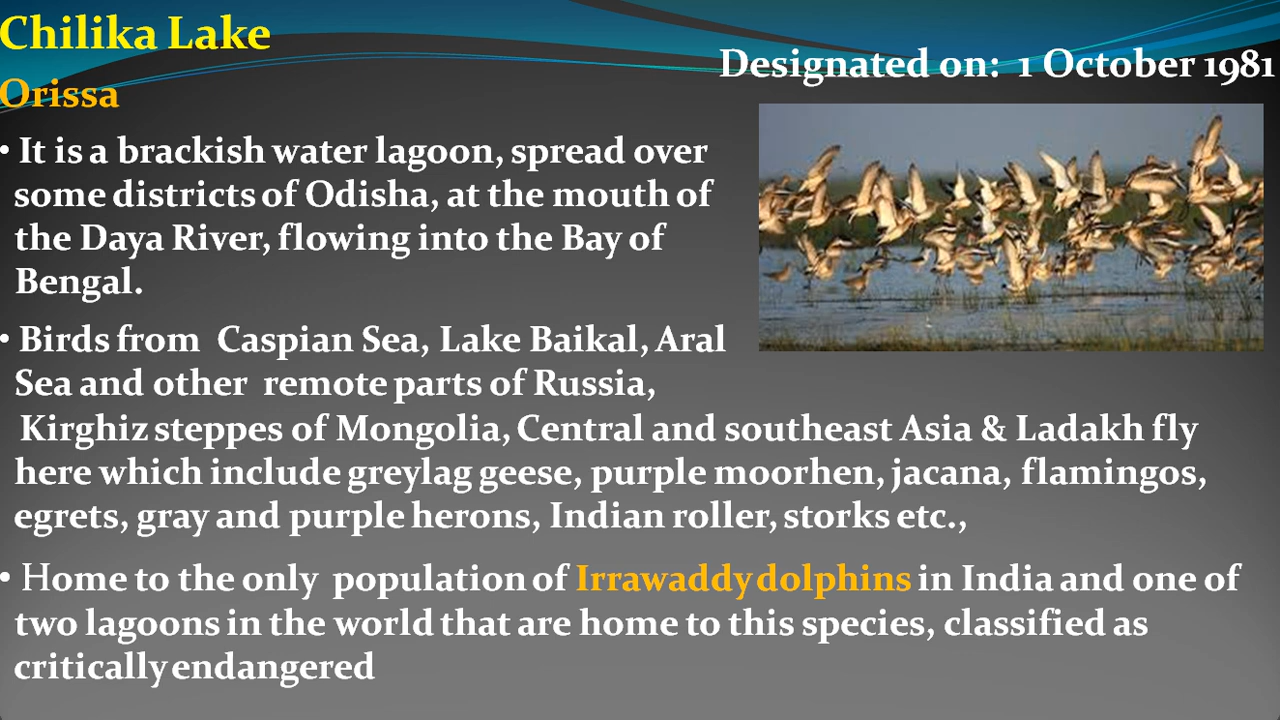 Chilika Lake
Designated on: 1 October 1981
Orissa
• It is a brackish water lagoon, spread over
some districts of Odisha, at the mouth of
the Daya River, flowing into the Bay of
Bengal.
• Birds from Caspian Sea, Lake Baikal, Aral
Sea and other remote parts of Russia,
Kirghiz steppes of Mongolia, Central and southeast Asia & Ladakh fly
here which include greylag geese, purple moorhen, jacana, flamingos,
egrets, gray and purple herons, Indian roller, storks etc.,
• Home to the only population of Irrawaddy dolphins in India and one of
two lagoons in the world that are home to this species, classified as
critically endangered